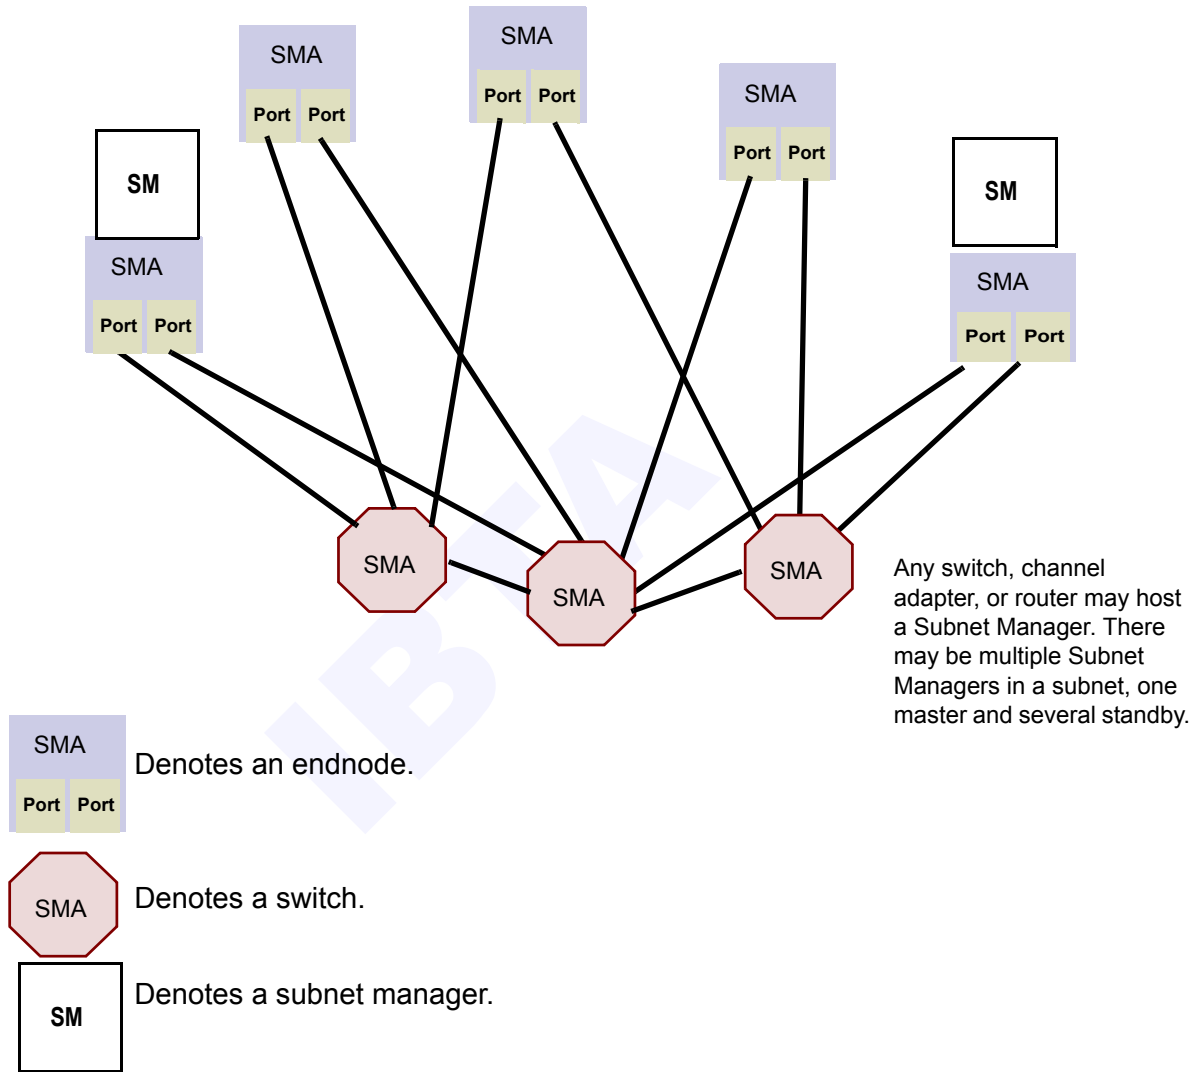 SMA
Port Port
SMA
Port Port
SMA
Port Port
SM
SMA
Port Port
SM
SMA
Port Port
SMA
SMA
SMA
IBTA
Any switch, channel
adapter, or router may host
a Subnet Manager. There
may be multiple Subnet
Managers in a subnet, one
master and several standby.
SMA
Port Port
Denotes an endnode.
SMA
Denotes a switch.
SM
Denotes a subnet manager.